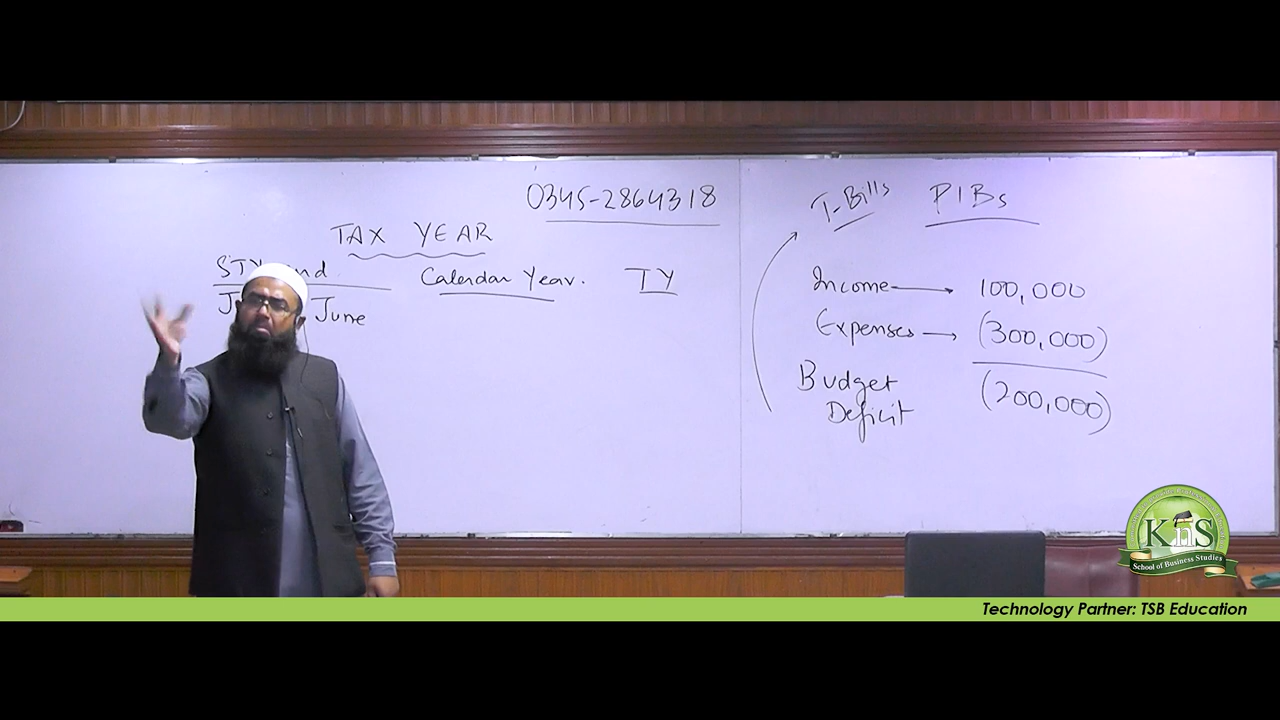 0345-2864318
TAX YEAR
Calendar Year. TY
June
T-Bills PIBs
Income 100,000
Expenses (300,000)
Budget
Deficit (200,000)
KnS
School of Business Studies
Technology Partner: TSB Education